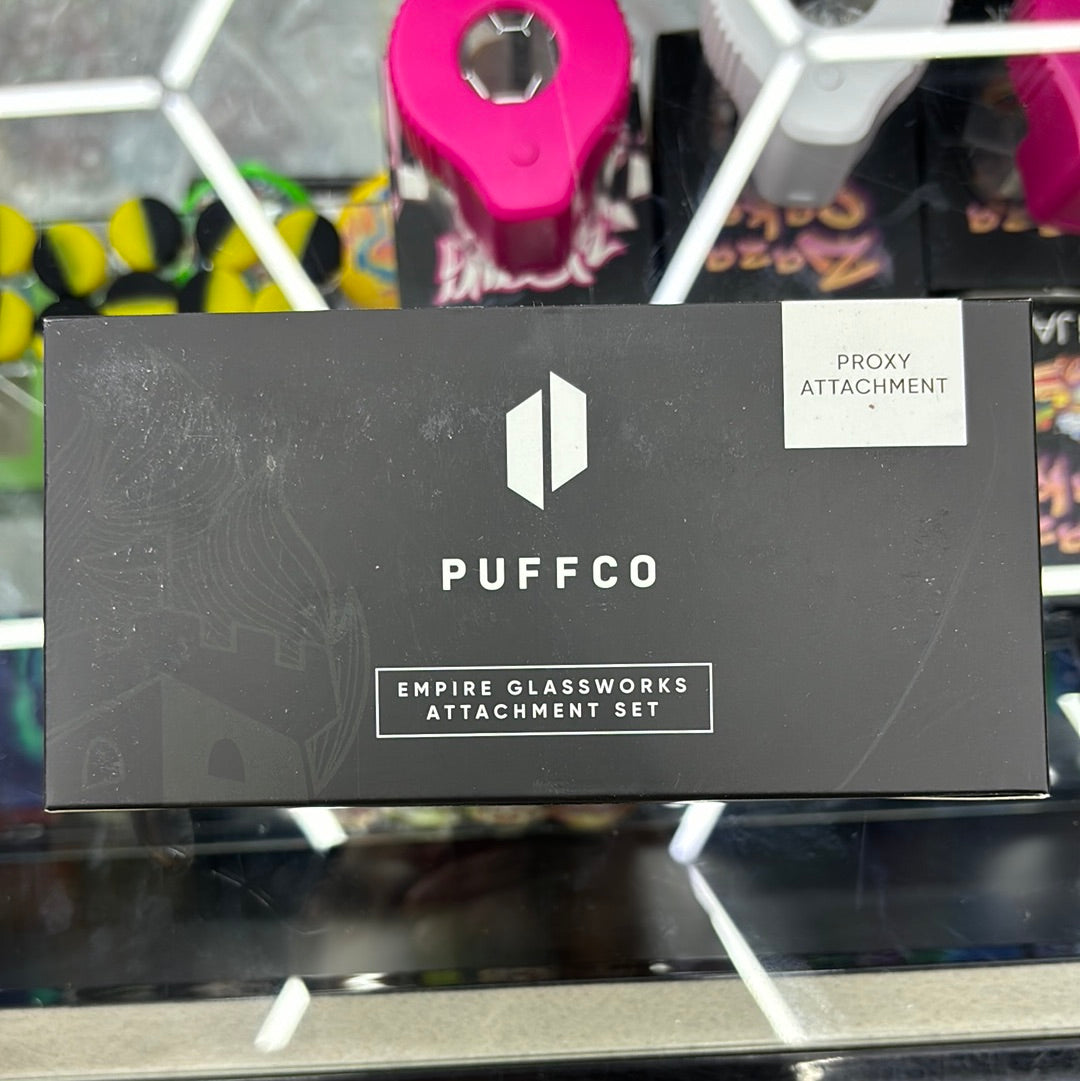 PROXY
ATTACHMENT
PUFFCO
EMPIRE GLASSWORKS
ATTACHMENT SET